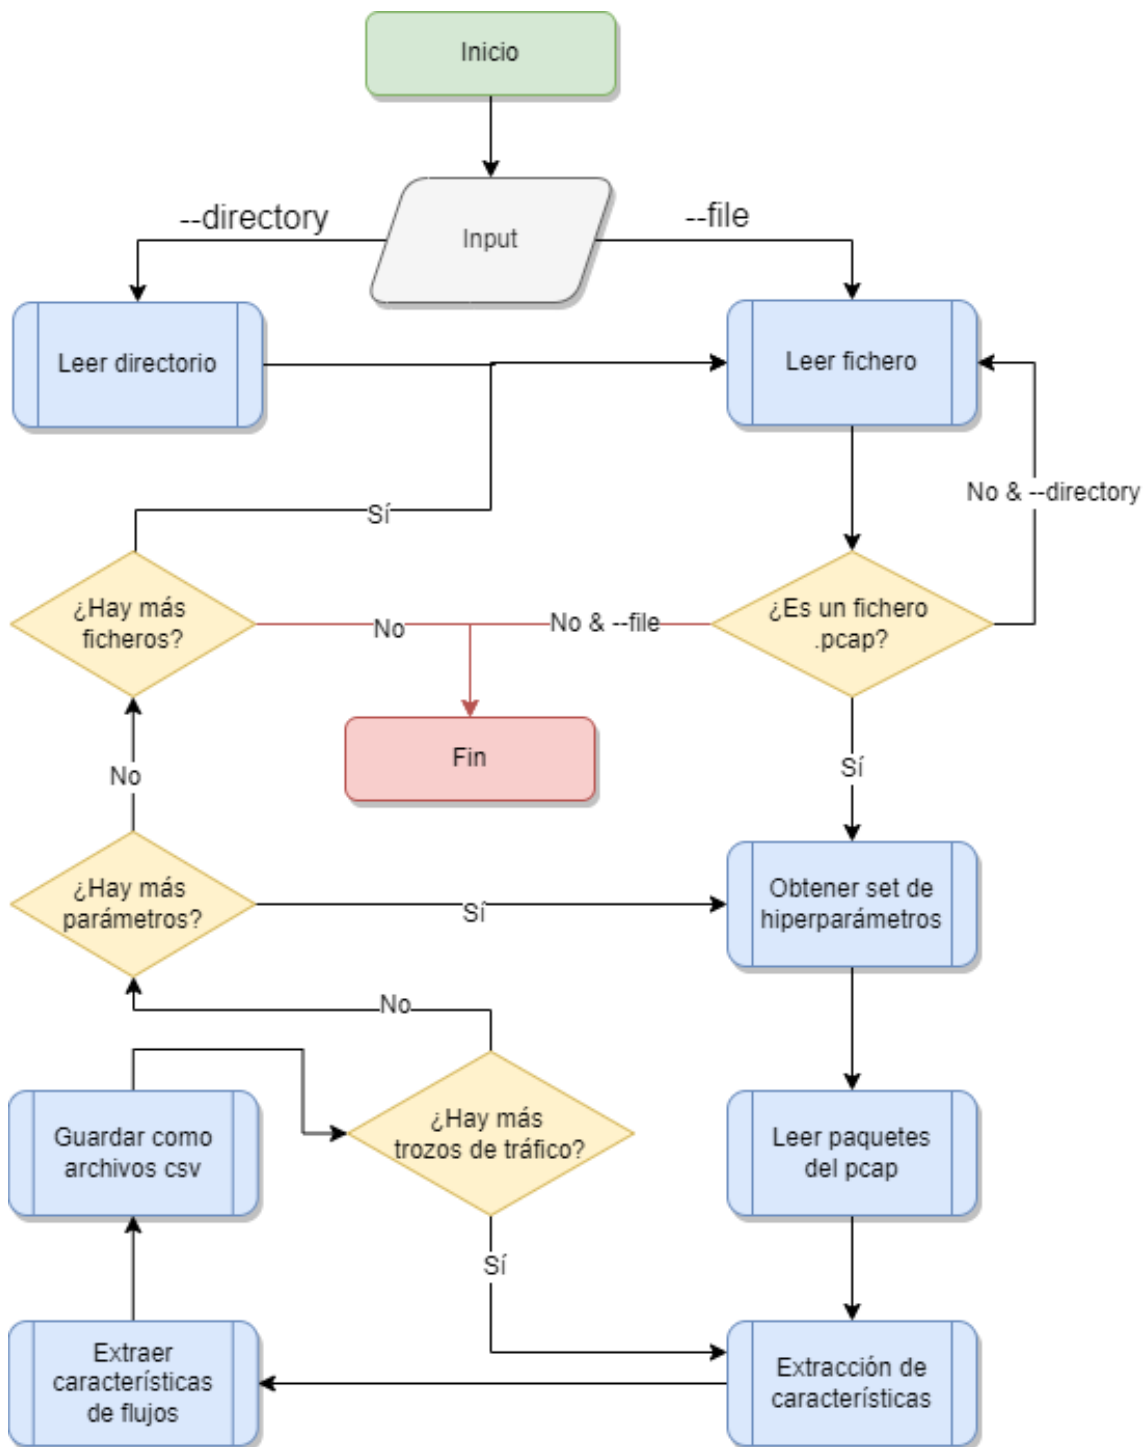 Inicio
--directory
--file
Input
Leer directorio
Leer fichero
No & --directory
Sí
¿Hay más
ficheros?
No
No & --file
¿Es un fichero
.pcap?
Fin
No
Sí
¿Hay más
parámetros?
Sí
Obtener set de
hiperparámetros
No
Guardar como
archivos csv
¿Hay más
trozos de tráfico?
Leer paquetes
del pcap
Sí
Extraer
características
de flujos
Extracción de
características